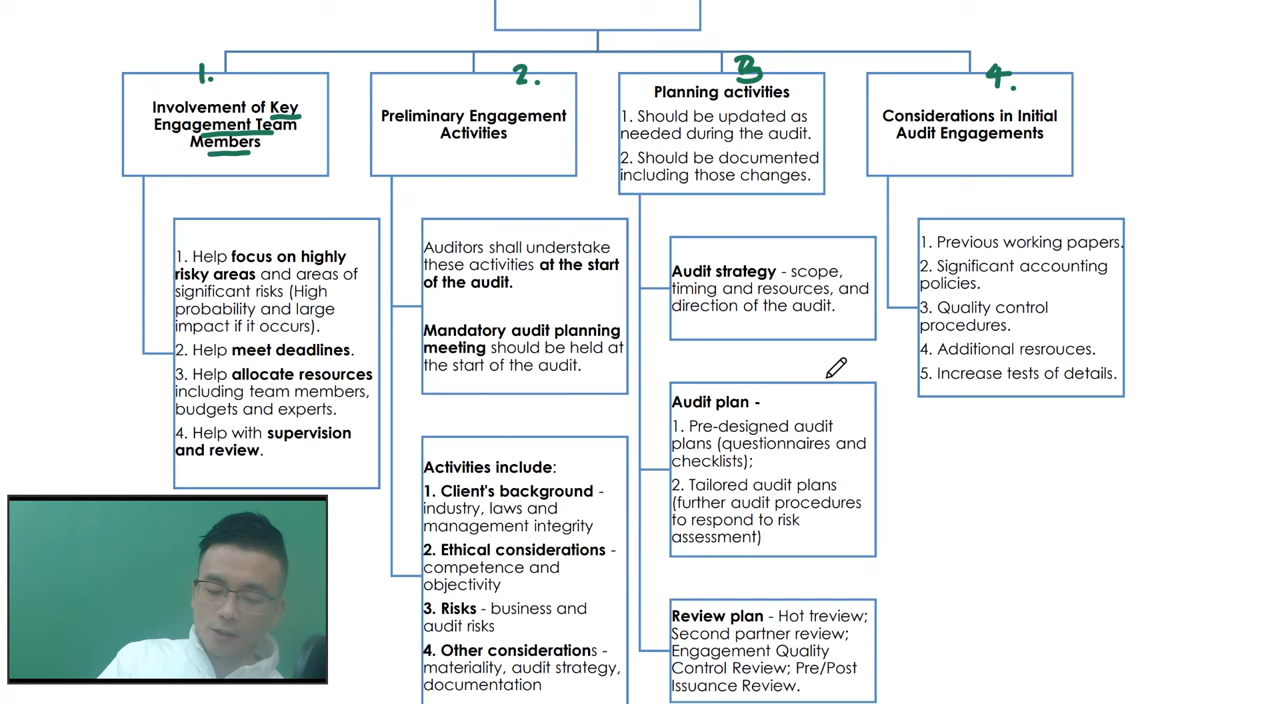 1.
Involvement of Key
Engagement Team
Members
1. Help focus on highly
risky areas and areas of
significant risks (High
probability and large
impact if it occurs).
2. Help meet deadlines.
3. Help allocate resources
including team members,
budgets and experts.
4. Help with supervision
and review.
2.
Preliminary Engagement
Activities
Auditors shall understake
these activities at the start
of the audit.
Mandatory audit planning
meeting should be held at
the start of the audit.
Activities include:
1. Client's background -
industry, laws and
management integrity
2. Ethical considerations -
competence and
objectivity
3. Risks - business and
audit risks
4. Other considerations -
materiality, audit strategy,
documentation
3
Planning activities
1. Should be updated as
needed during the audit.
2. Should be documented
including those changes.
Audit strategy - scope,
timing and resources, and
direction of the audit.
Audit plan -
1. Pre-designed audit
plans (questionnaires and
checklists);
2. Tailored audit plans
(further audit procedures
to respond to risk
assessment)
Review plan - Hot treview;
Second partner review;
Engagement Quality
Control Review; Pre/Post
Issuance Review.
4.
Considerations in Initial
Audit Engagements
1. Previous working papers.
2. Significant accounting
policies.
3. Quality control
procedures.
4. Additional resrouces.
5. Increase tests of details.